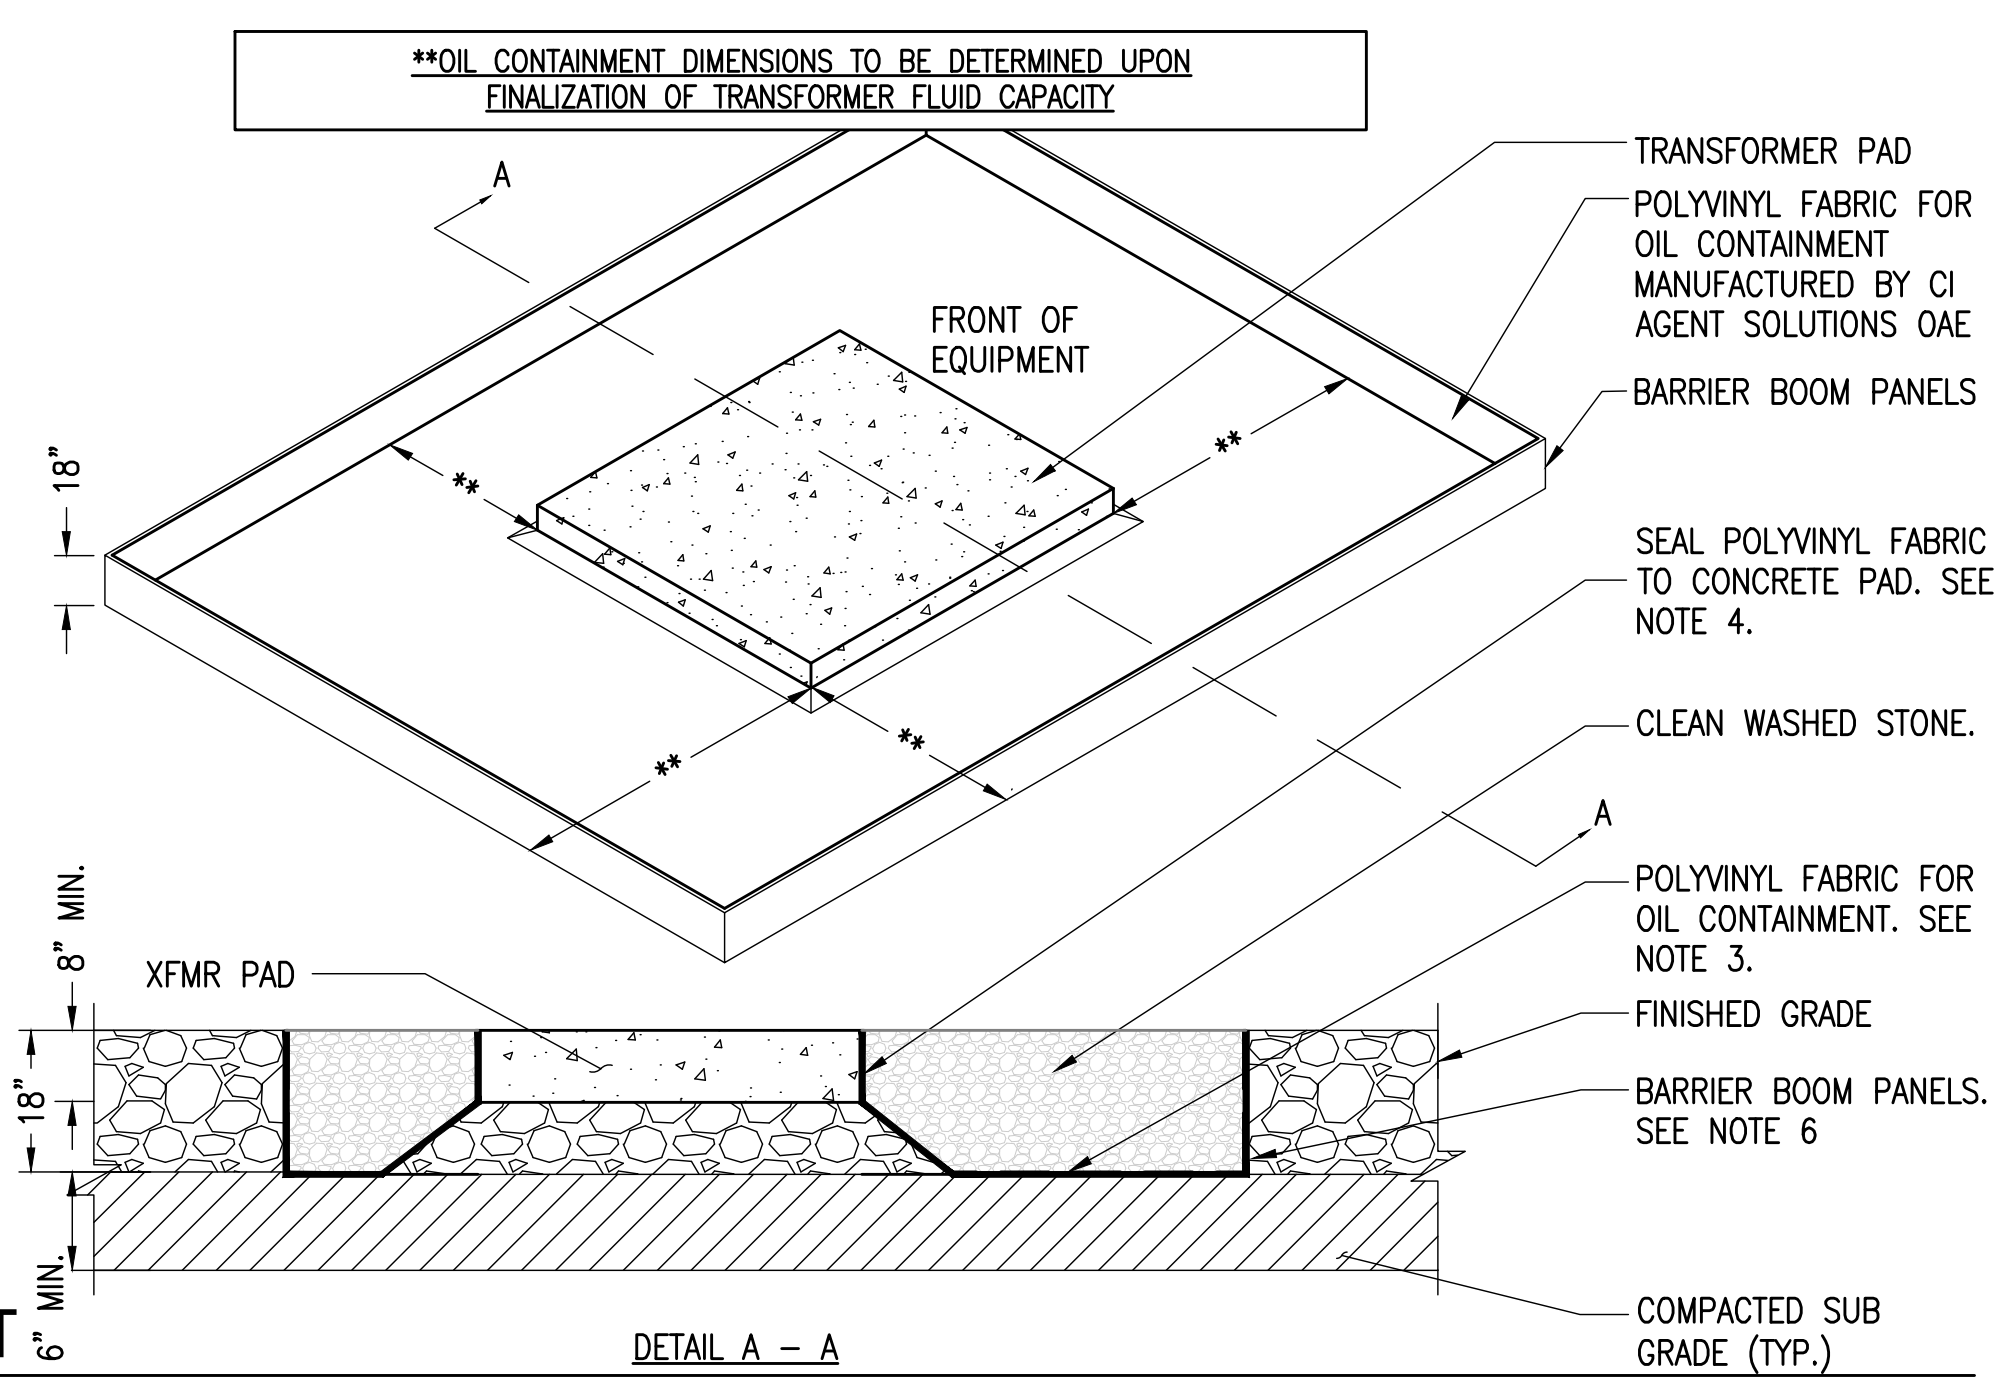 **OIL CONTAINMENT DIMENSIONS TO BE DETERMINED UPON
FINALIZATION OF TRANSFORMER FLUID CAPACITY
A
TRANSFORMER PAD
POLYVINYL FABRIC FOR
OIL CONTAINMENT
MANUFACTURED BY CI
AGENT SOLUTIONS OAE
FRONT OF
EQUIPMENT
BARRIER BOOM PANELS
**
**
18"
SEAL POLYVINYL FABRIC
TO CONCRETE PAD. SEE
NOTE 4.
**
**
CLEAN WASHED STONE.
A
POLYVINYL FABRIC FOR
OIL CONTAINMENT. SEE
NOTE 3.
8" MIN.
XFMR PAD
FINISHED GRADE
18"
BARRIER BOOM PANELS.
SEE NOTE 6
6" MIN.
COMPACTED SUB
GRADE (TYP.)
T
DETAIL A - A